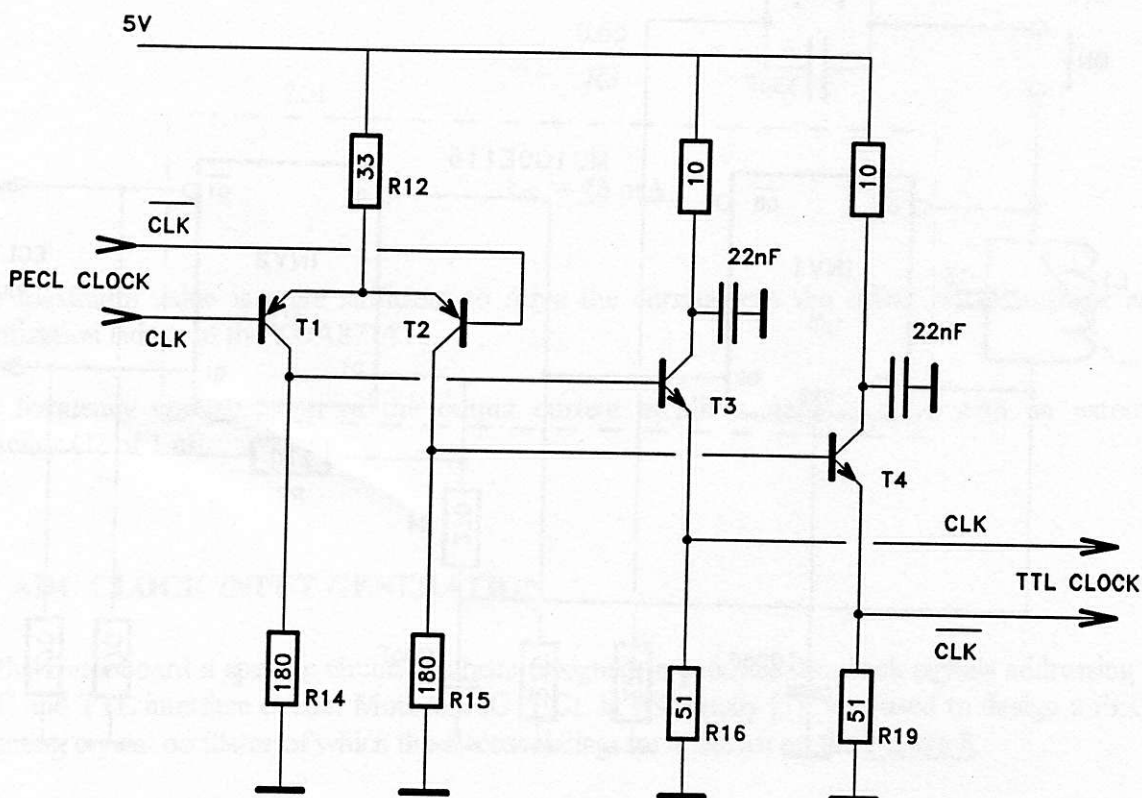 5V
33
R12
10
10
CLK
PECL CLOCK
CLK
T1
T2
22nF
22nF
T3
T4
CLK
TTL CLOCK
CLK
180
R14
180
R15
51
R16
51
R19